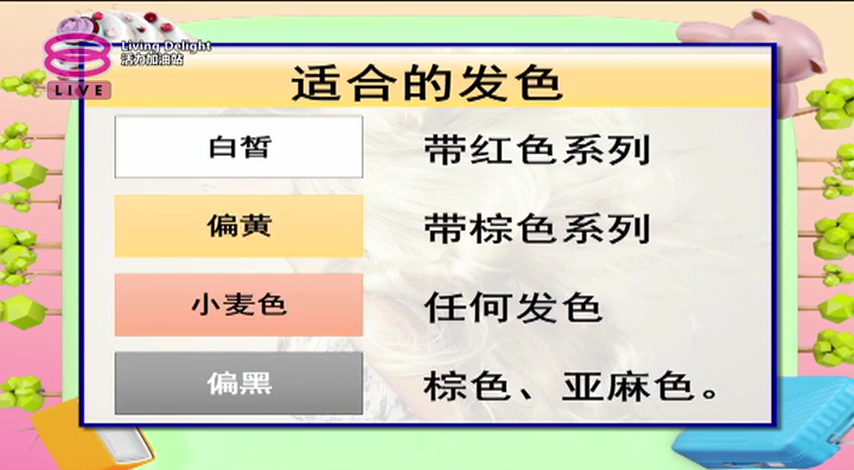 Living Delight
活力加油站
LIVE
适合的发色
白皙 带红色系列
偏黄 带棕色系列
小麦色 任何发色
偏黑 棕色、亚麻色。